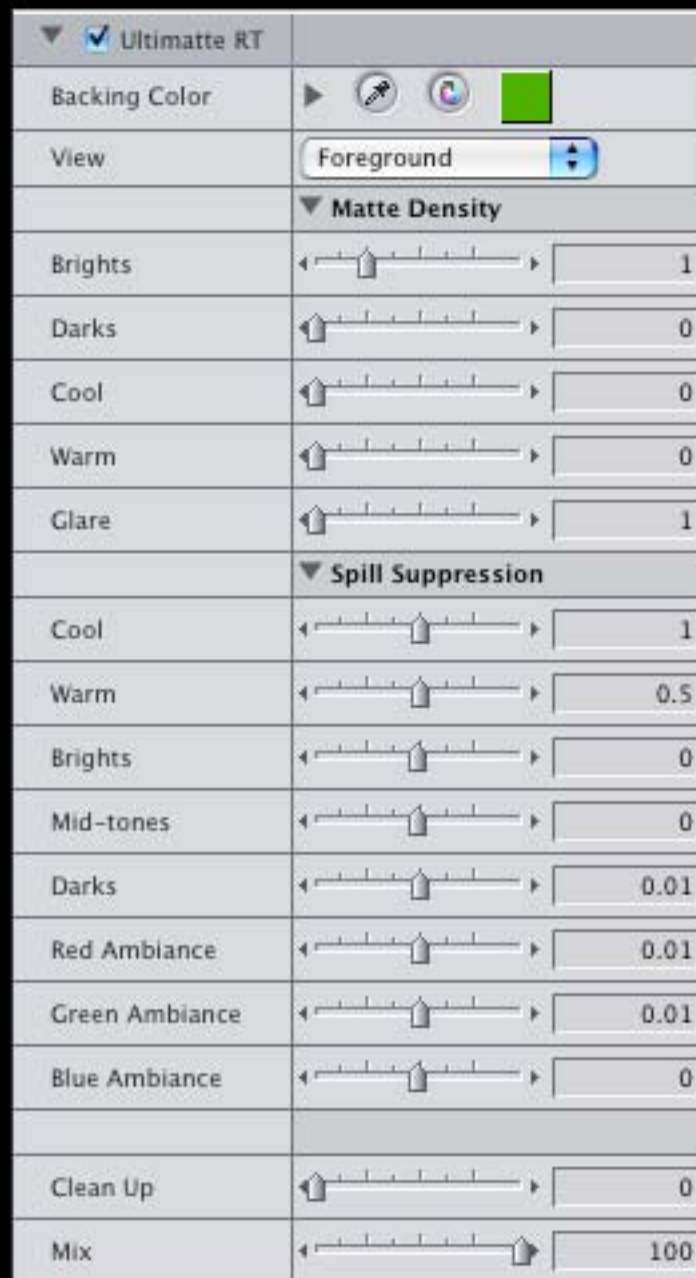 Ultimatte RT
Backing Color
View Foreground
Matte Density
Brights 1
Darks 0
Cool 0
Warm 0
Glare 1
Spill Suppression
Cool 1
Warm 0.5
Brights 0
Mid-tones 0
Darks 0.01
Red Ambiance 0.01
Green Ambiance 0.01
Blue Ambiance 0
Clean Up 0
Mix 100